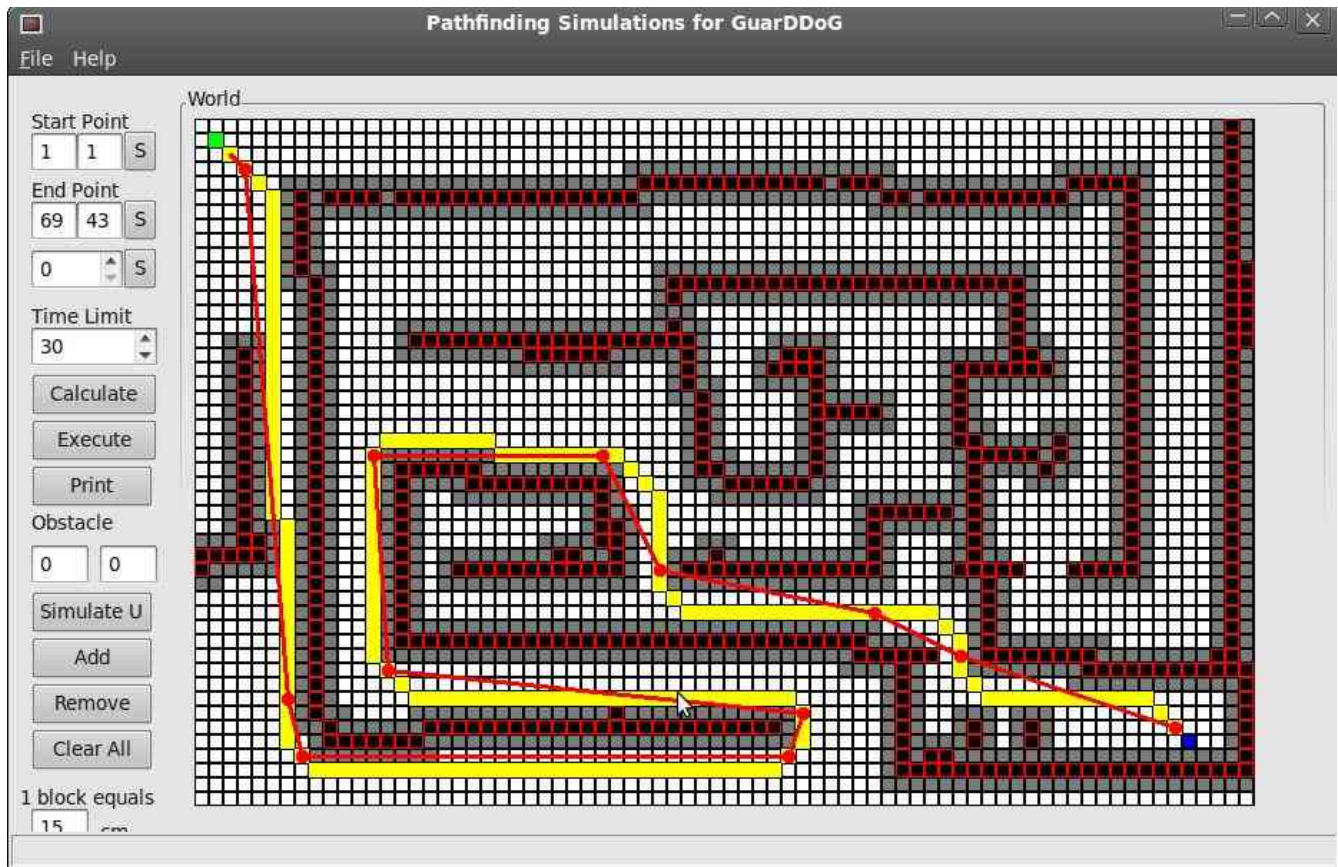 Pathfinding Simulations for GuarDDoG
File Help
World
Start Point
1 1 S
End Point
69 43 S
0 S
Time Limit
30
Calculate
Execute
Print
Obstacle
0 0
Simulate U
Add
Remove
Clear All
1 block equals
15 cm